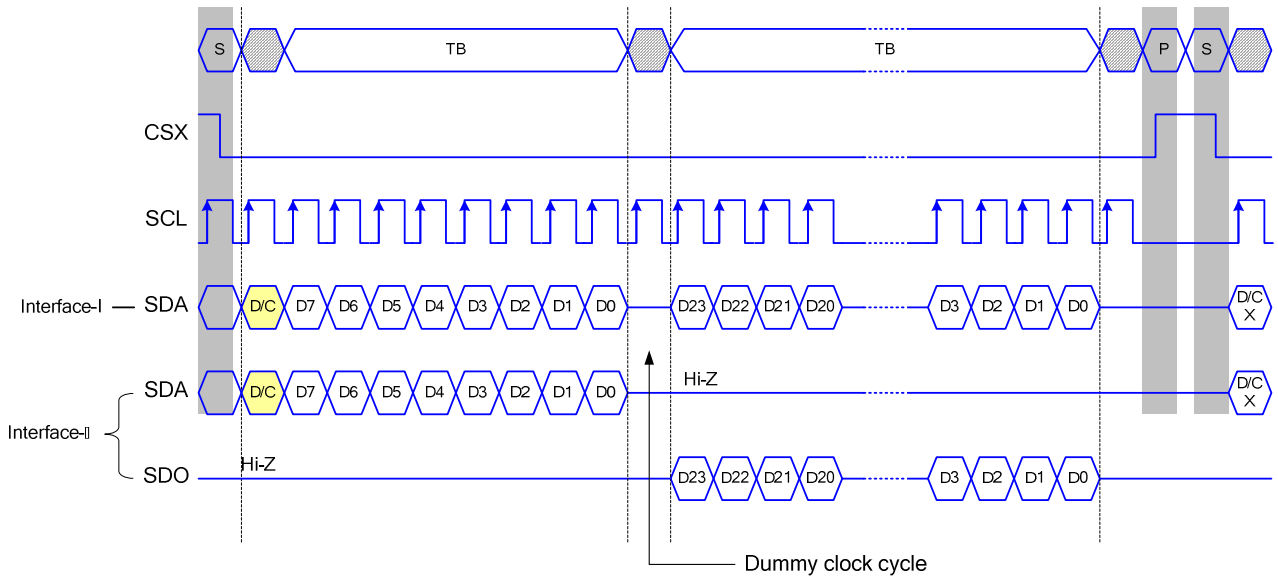 S TB TB P S
CSX
SCL
Interface-I SDA D/C D7 D6 D5 D4 D3 D2 D1 D0 D23 D22 D21 D20 D3 D2 D1 D0 D/C
X
SDA D/C D7 D6 D5 D4 D3 D2 D1 D0 Hi-Z D/C
X
Interface-
SDO Hi-Z D23 D22 D21 D20 D3 D2 D1 D0
Dummy clock cycle